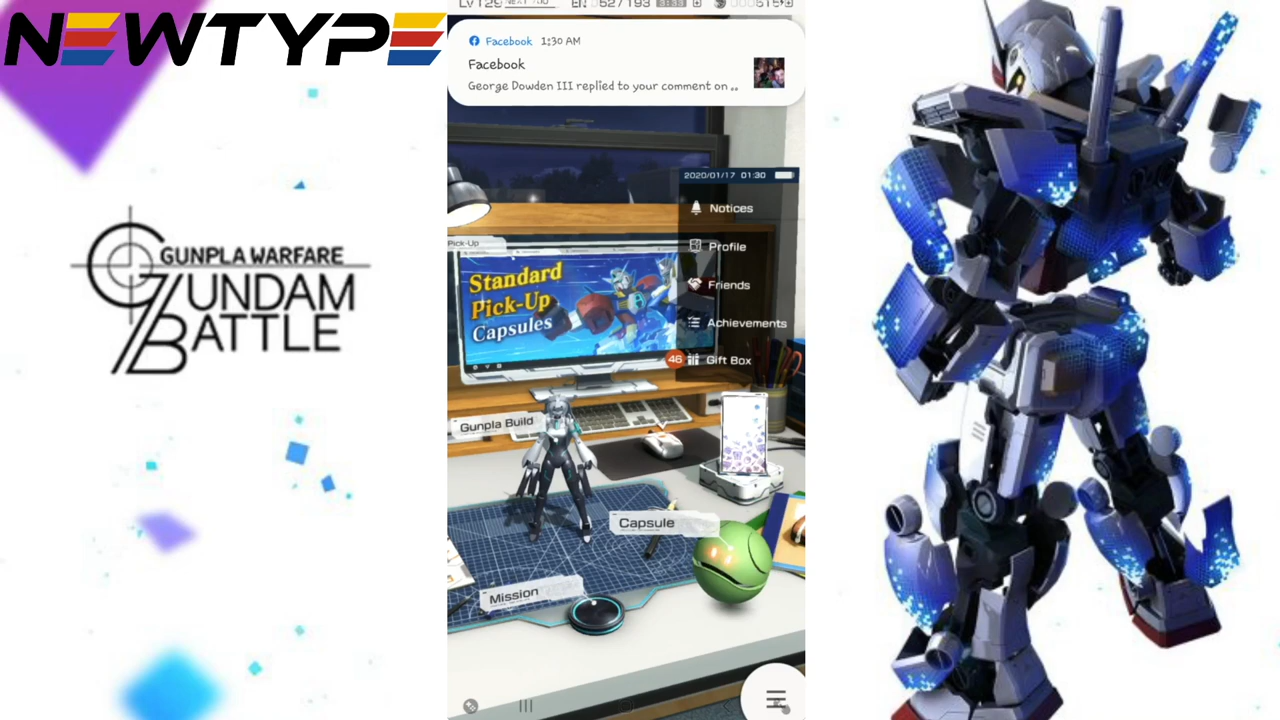 NEWTYPE
GUNPLA WARFARE
GUNDAM
BATTLE
Facebook 1:30 AM
Facebook
George Dowden III replied to your comment on ..
2020/01/17 01:30
Notices
Profile
Friends
Achievements
46 Gift Box
Pick-Up
Standard
Pick-Up
Capsules
Gunpla Build
Capsule
Mission